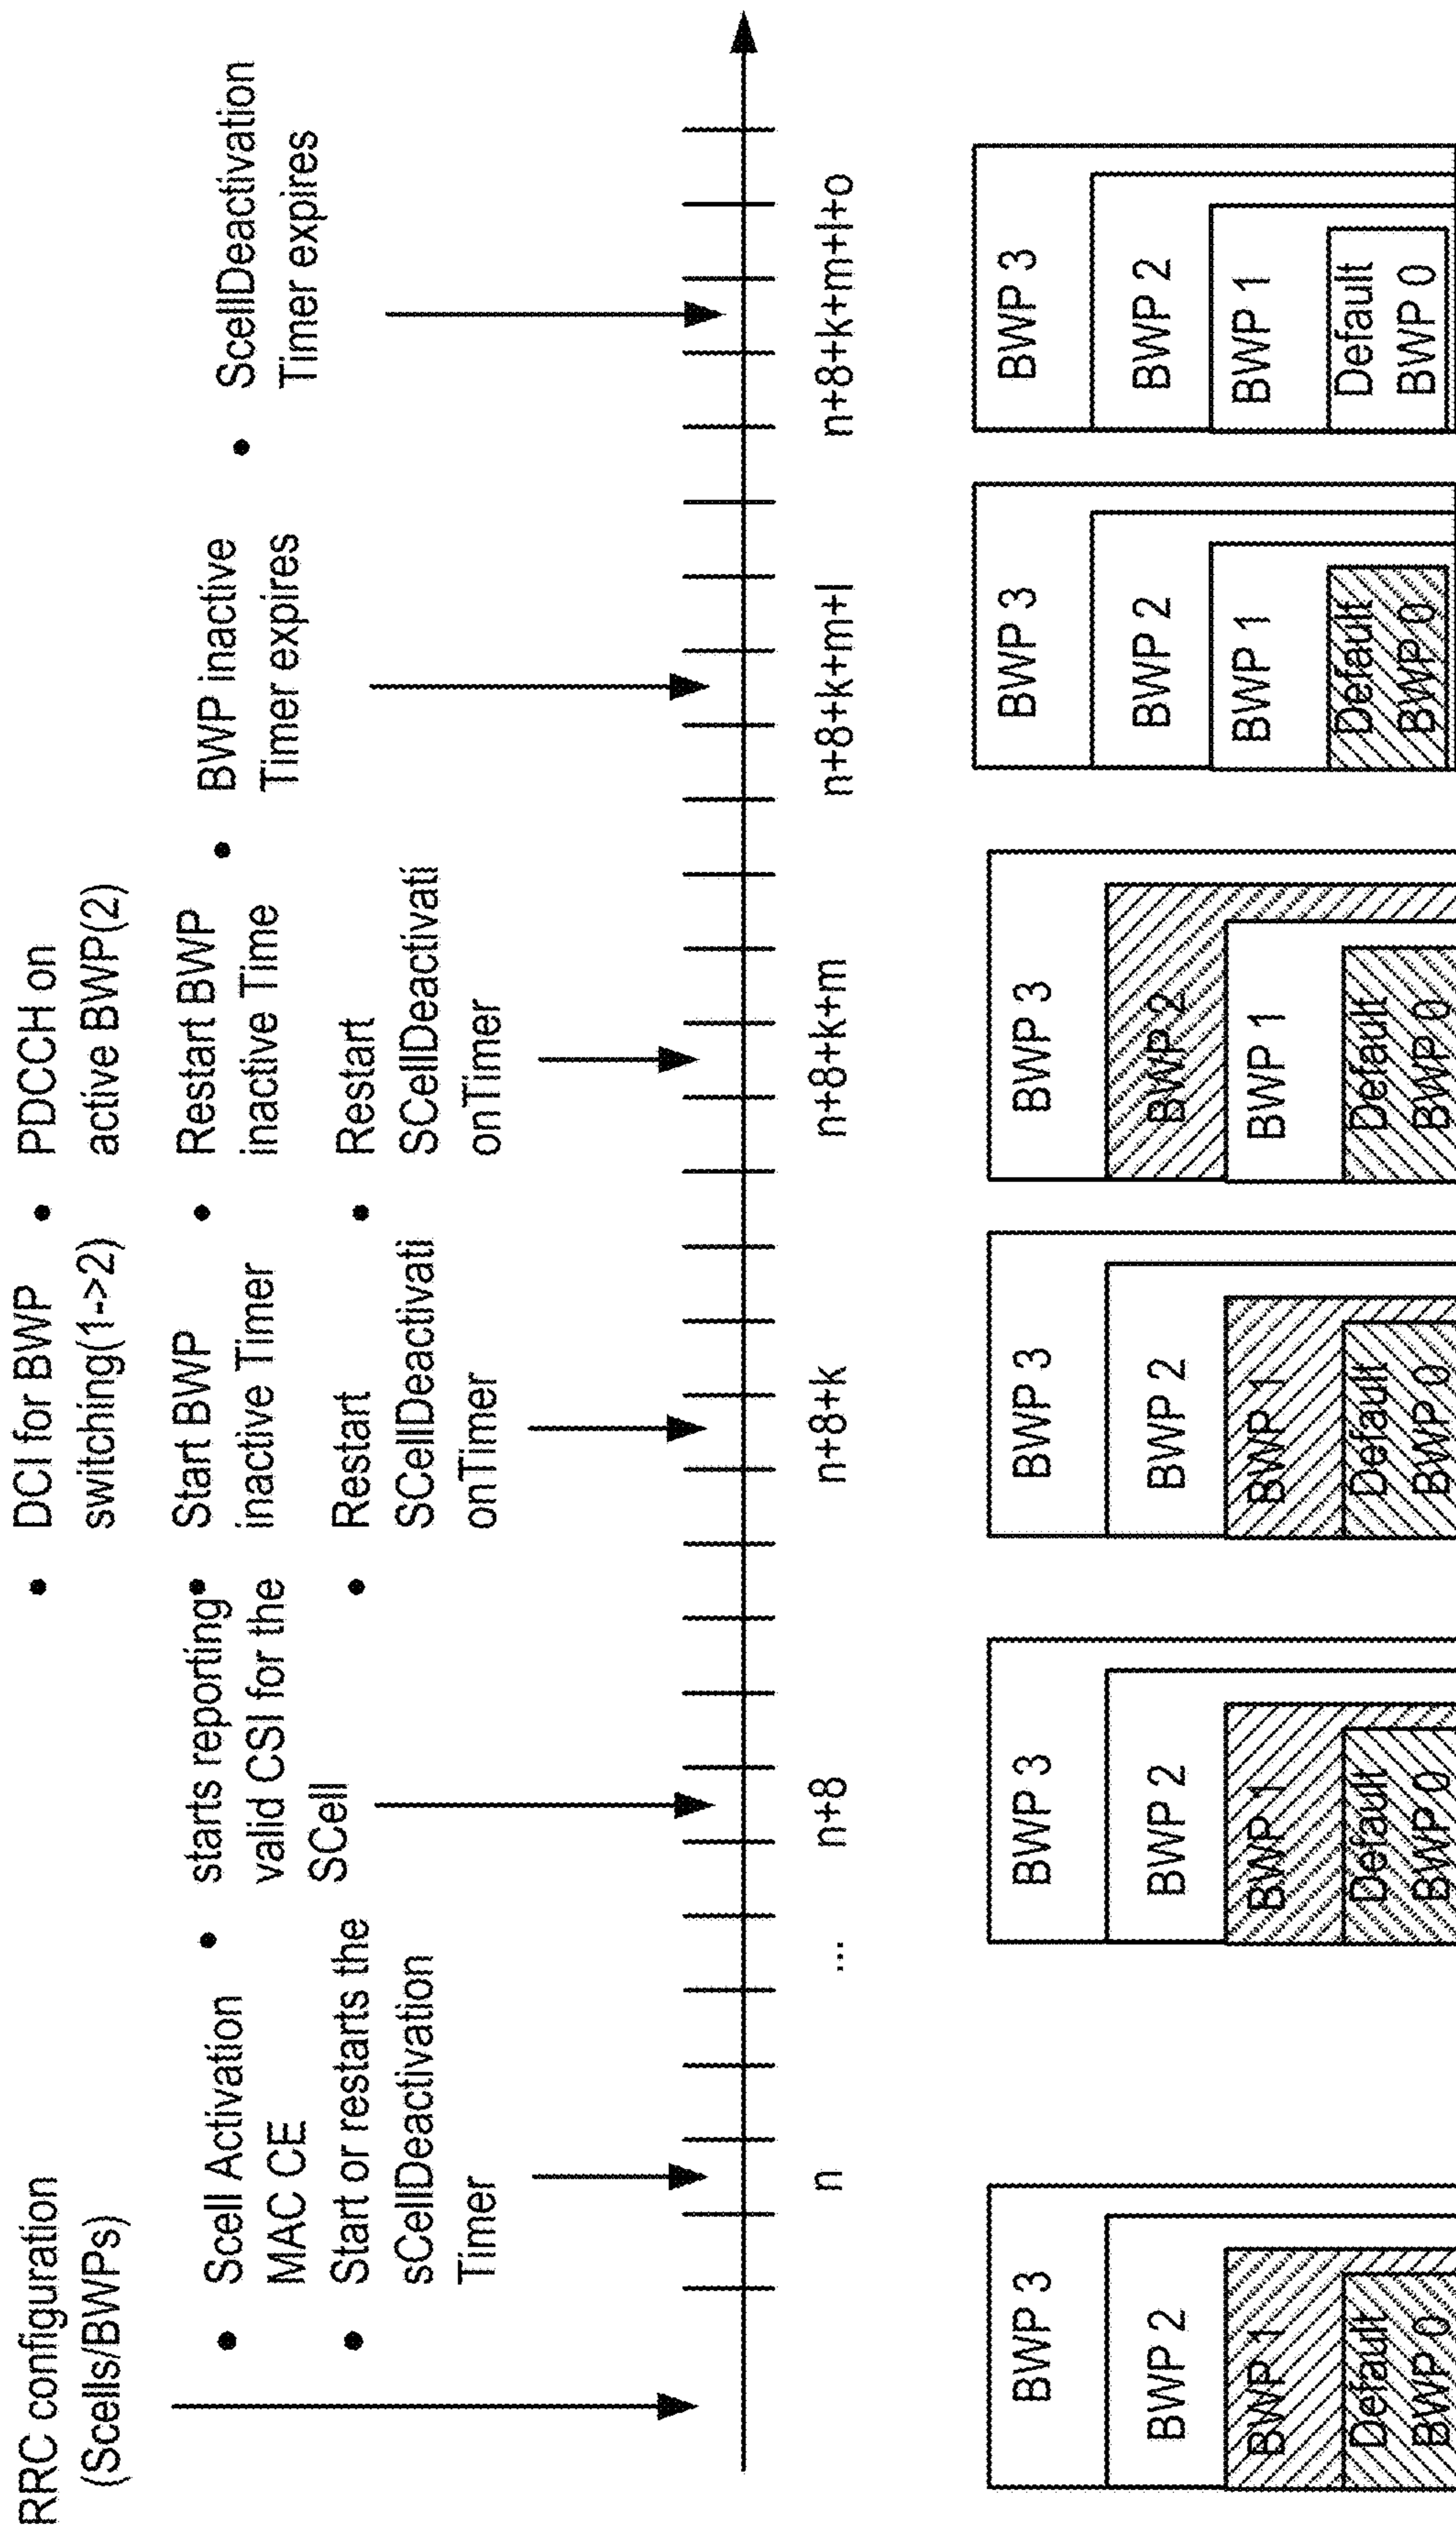 RRC configuration
(Scells/BWPs)
• Scell Activation
MAC CE
• Start or restarts the
sCellDeactivation
Timer
• starts reporting
valid CSI for the
SCell
• DCI for BWP
switching(1->2)
• Start BWP
inactive Timer
• Restart
SCellDeactivati
onTimer
• PDCCH on
active BWP(2)
• Restart BWP
inactive Time
• Restart
SCellDeactivati
onTimer
• BWP inactive
Timer expires
• ScellDeactivation
Timer expires
n
...
n+8
n+8+k
n+8+k+m
n+8+k+m+l
n+8+k+m+l+o
BWP 3
BWP 2
BWP 1
Default
BWP 0
BWP 3
BWP 2
BWP 1
Default
BWP 0
BWP 3
BWP 2
BWP 1
Default
BWP 0
BWP 3
BWP 2
BWP 1
Default
BWP 0
BWP 3
BWP 2
BWP 1
Default
BWP 0
BWP 3
BWP 2
BWP 1
Default
BWP 0